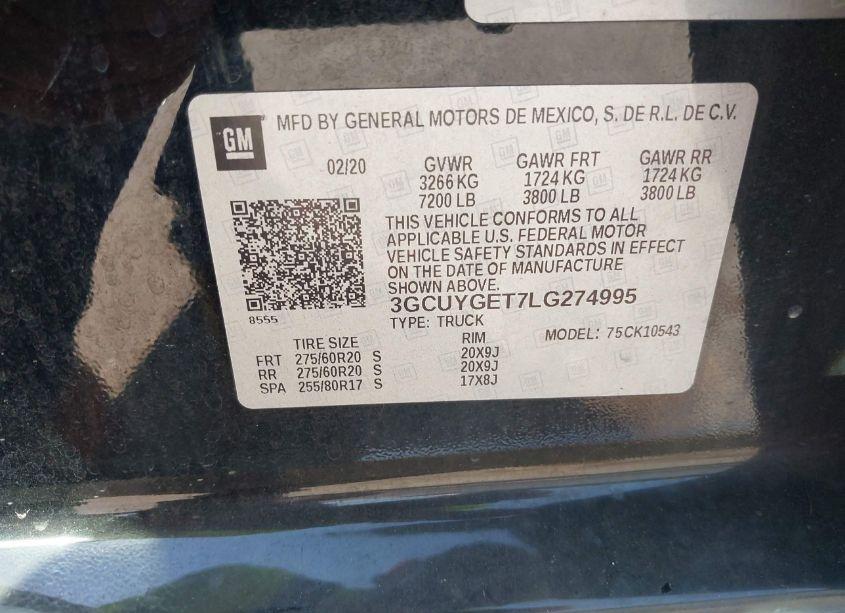 GM
MFD BY GENERAL MOTORS DE MEXICO, S. DE R.L. DE C.V.
02/20 GVWR GAWR FRT GAWR RR
3266 KG 1724 KG 1724 KG
7200 LB 3800 LB 3800 LB
THIS VEHICLE CONFORMS TO ALL
APPLICABLE U.S. FEDERAL MOTOR
VEHICLE SAFETY STANDARDS IN EFFECT
ON THE DATE OF MANUFACTURE
SHOWN ABOVE.
8555
3GCUYGET7LG274995
TYPE: TRUCK
TIRE SIZE RIM MODEL: 75CK10543
FRT 275/60R20 S 20X9J
RR 275/60R20 S 20X9J
SPA 255/80R17 S 17X8J